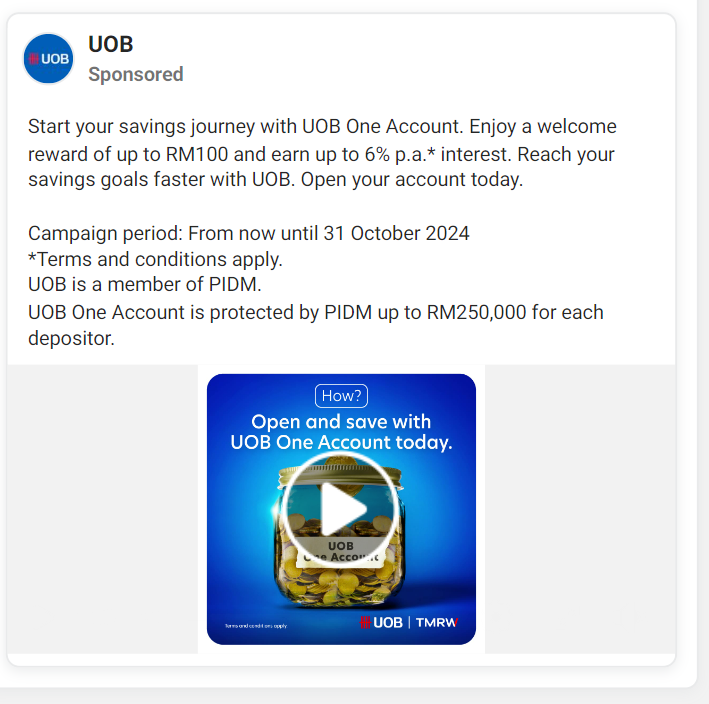 UOB
UOB
Sponsored
Start your savings journey with UOB One Account. Enjoy a welcome
reward of up to RM100 and earn up to 6% p.a.* interest. Reach your
savings goals faster with UOB. Open your account today.
Campaign period: From now until 31 October 2024
*Terms and conditions apply.
UOB is a member of PIDM.
UOB One Account is protected by PIDM up to RM250,000 for each
depositor.
How?
Open and save with
UOB One Account today.
UOB
One Account
Terms and conditions apply.
UOB | TMRW